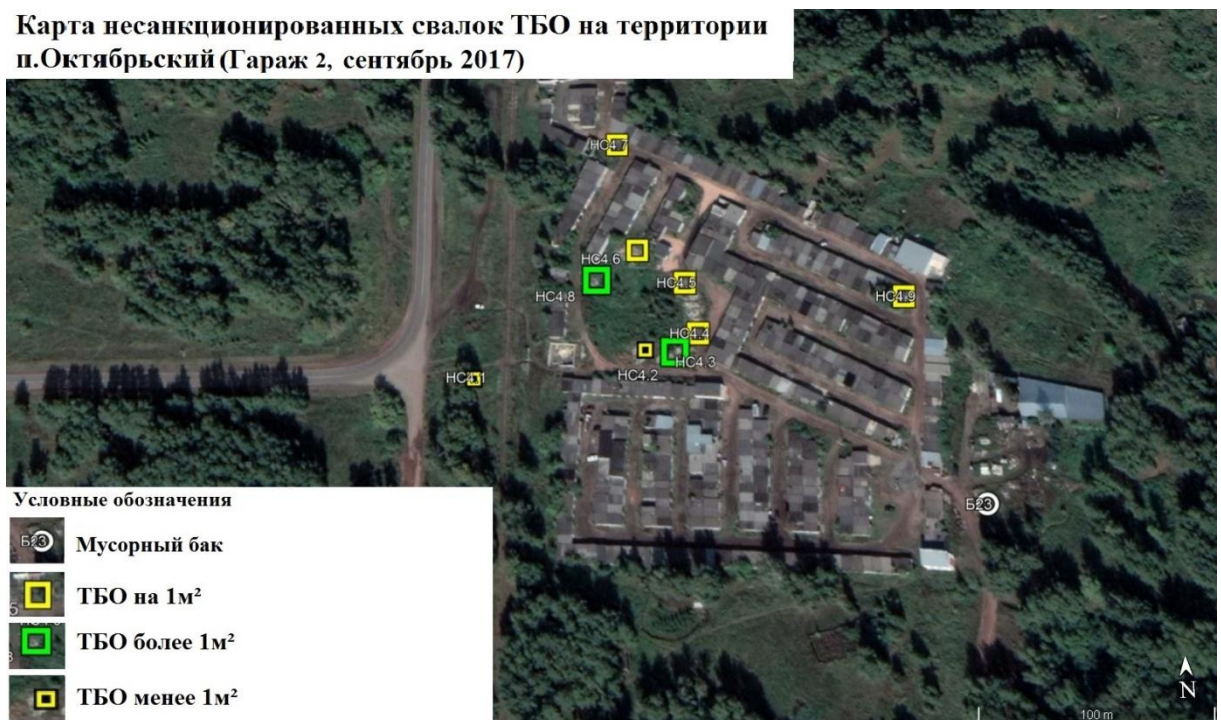 Карта несанкционированных свалок ТБО на территории
п.Октябрьский (Гараж 2, сентябрь 2017)
НС4.7
НС4.6
НС4.8
НС4.5
НС4.9
НС4.4
НС4.3
НС4.2
НС4.1
Б23
Условные обозначения
Б23 Мусорный бак
5 ТБО на 1м²
ТБО более 1м²
ТБО менее 1м²
N
100 m